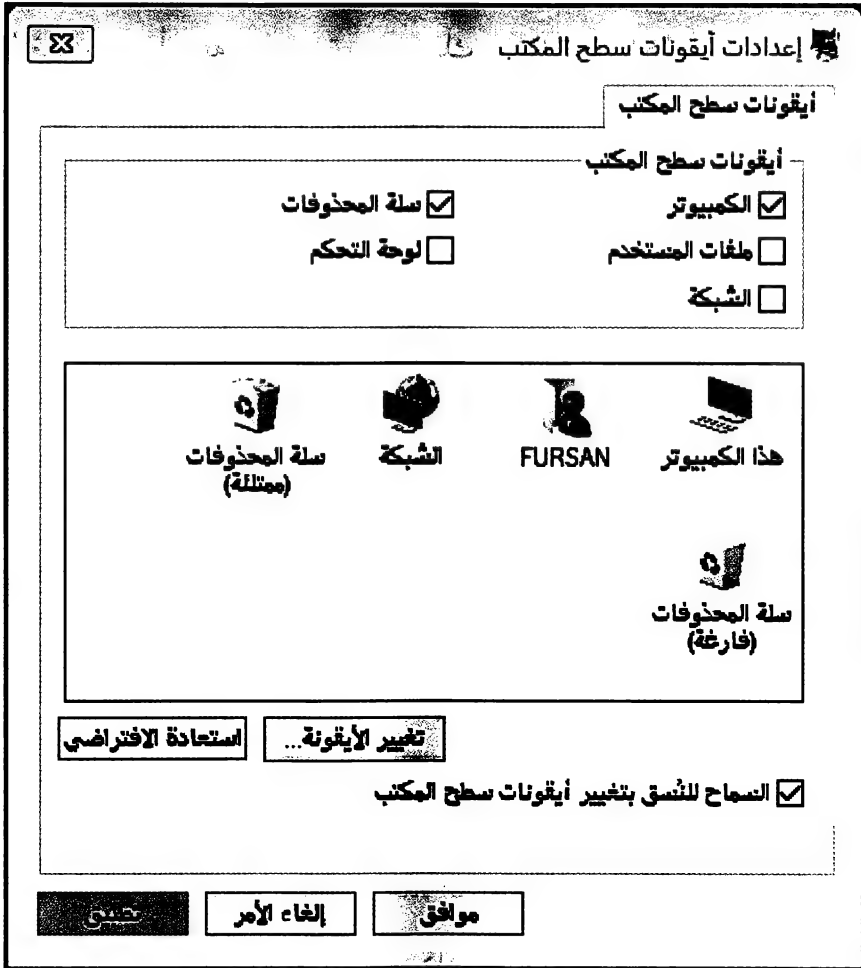 إعدادات أيقونات سطح المكتب
أيقونات سطح المكتب
أيقونات سطح المكتب
الكمبيوتر
سلة المحذوفات
ملفات المستخدم
لوحة التحكم
الشبكة
هذا الكمبيوتر
FURSAN
الشبكة
سلة المحذوفات
(ممتلئة)
سلة المحذوفات
(فارغة)
تغيير الأيقونة...
استعادة الافتراضي
السماح للنُسق بتغيير أيقونات سطح المكتب
موافق
إلغاء الأمر
تطبيق